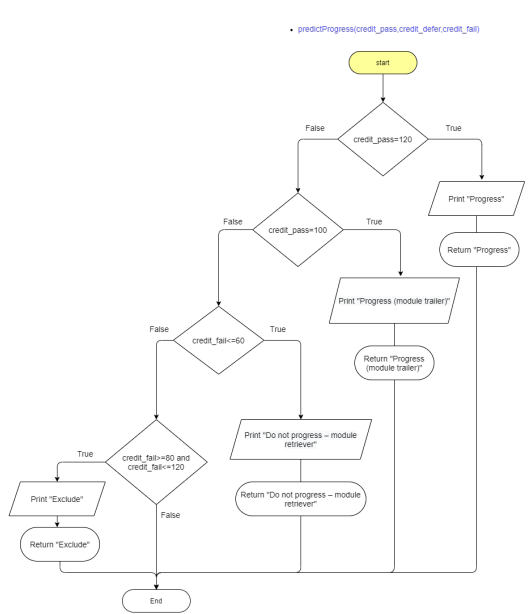 predictProgress(credit_pass,credit_defer,credit_fail)
start
False
True
credit_pass=120
Print "Progress"
False
True
credit_pass=100
Return "Progress"
Print "Progress (module trailer)"
False
True
credit_fail<=60
Return "Progress
(module trailer)"
Print "Do not progress – module
retriever"
True
credit_fail>=80 and
credit_fail<=120
Print "Exclude"
Return "Do not progress – module
retriever"
False
Return "Exclude"
End